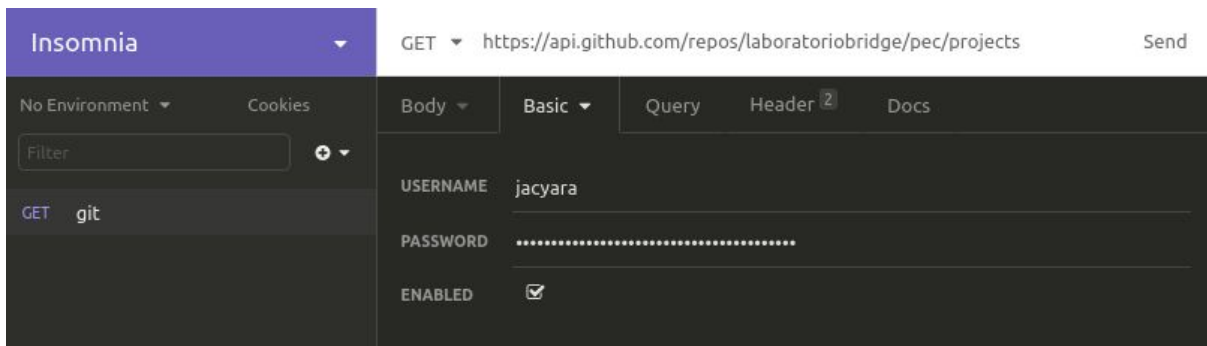 Insomnia
GET https://api.github.com/repos/laboratoriobridge/pec/projects Send
No Environment Cookies
Body Basic Query Header 2 Docs
Filter
GET git
USERNAME jacyara
PASSWORD ••••••••••••••••••••••••••••••••••••••••
ENABLED